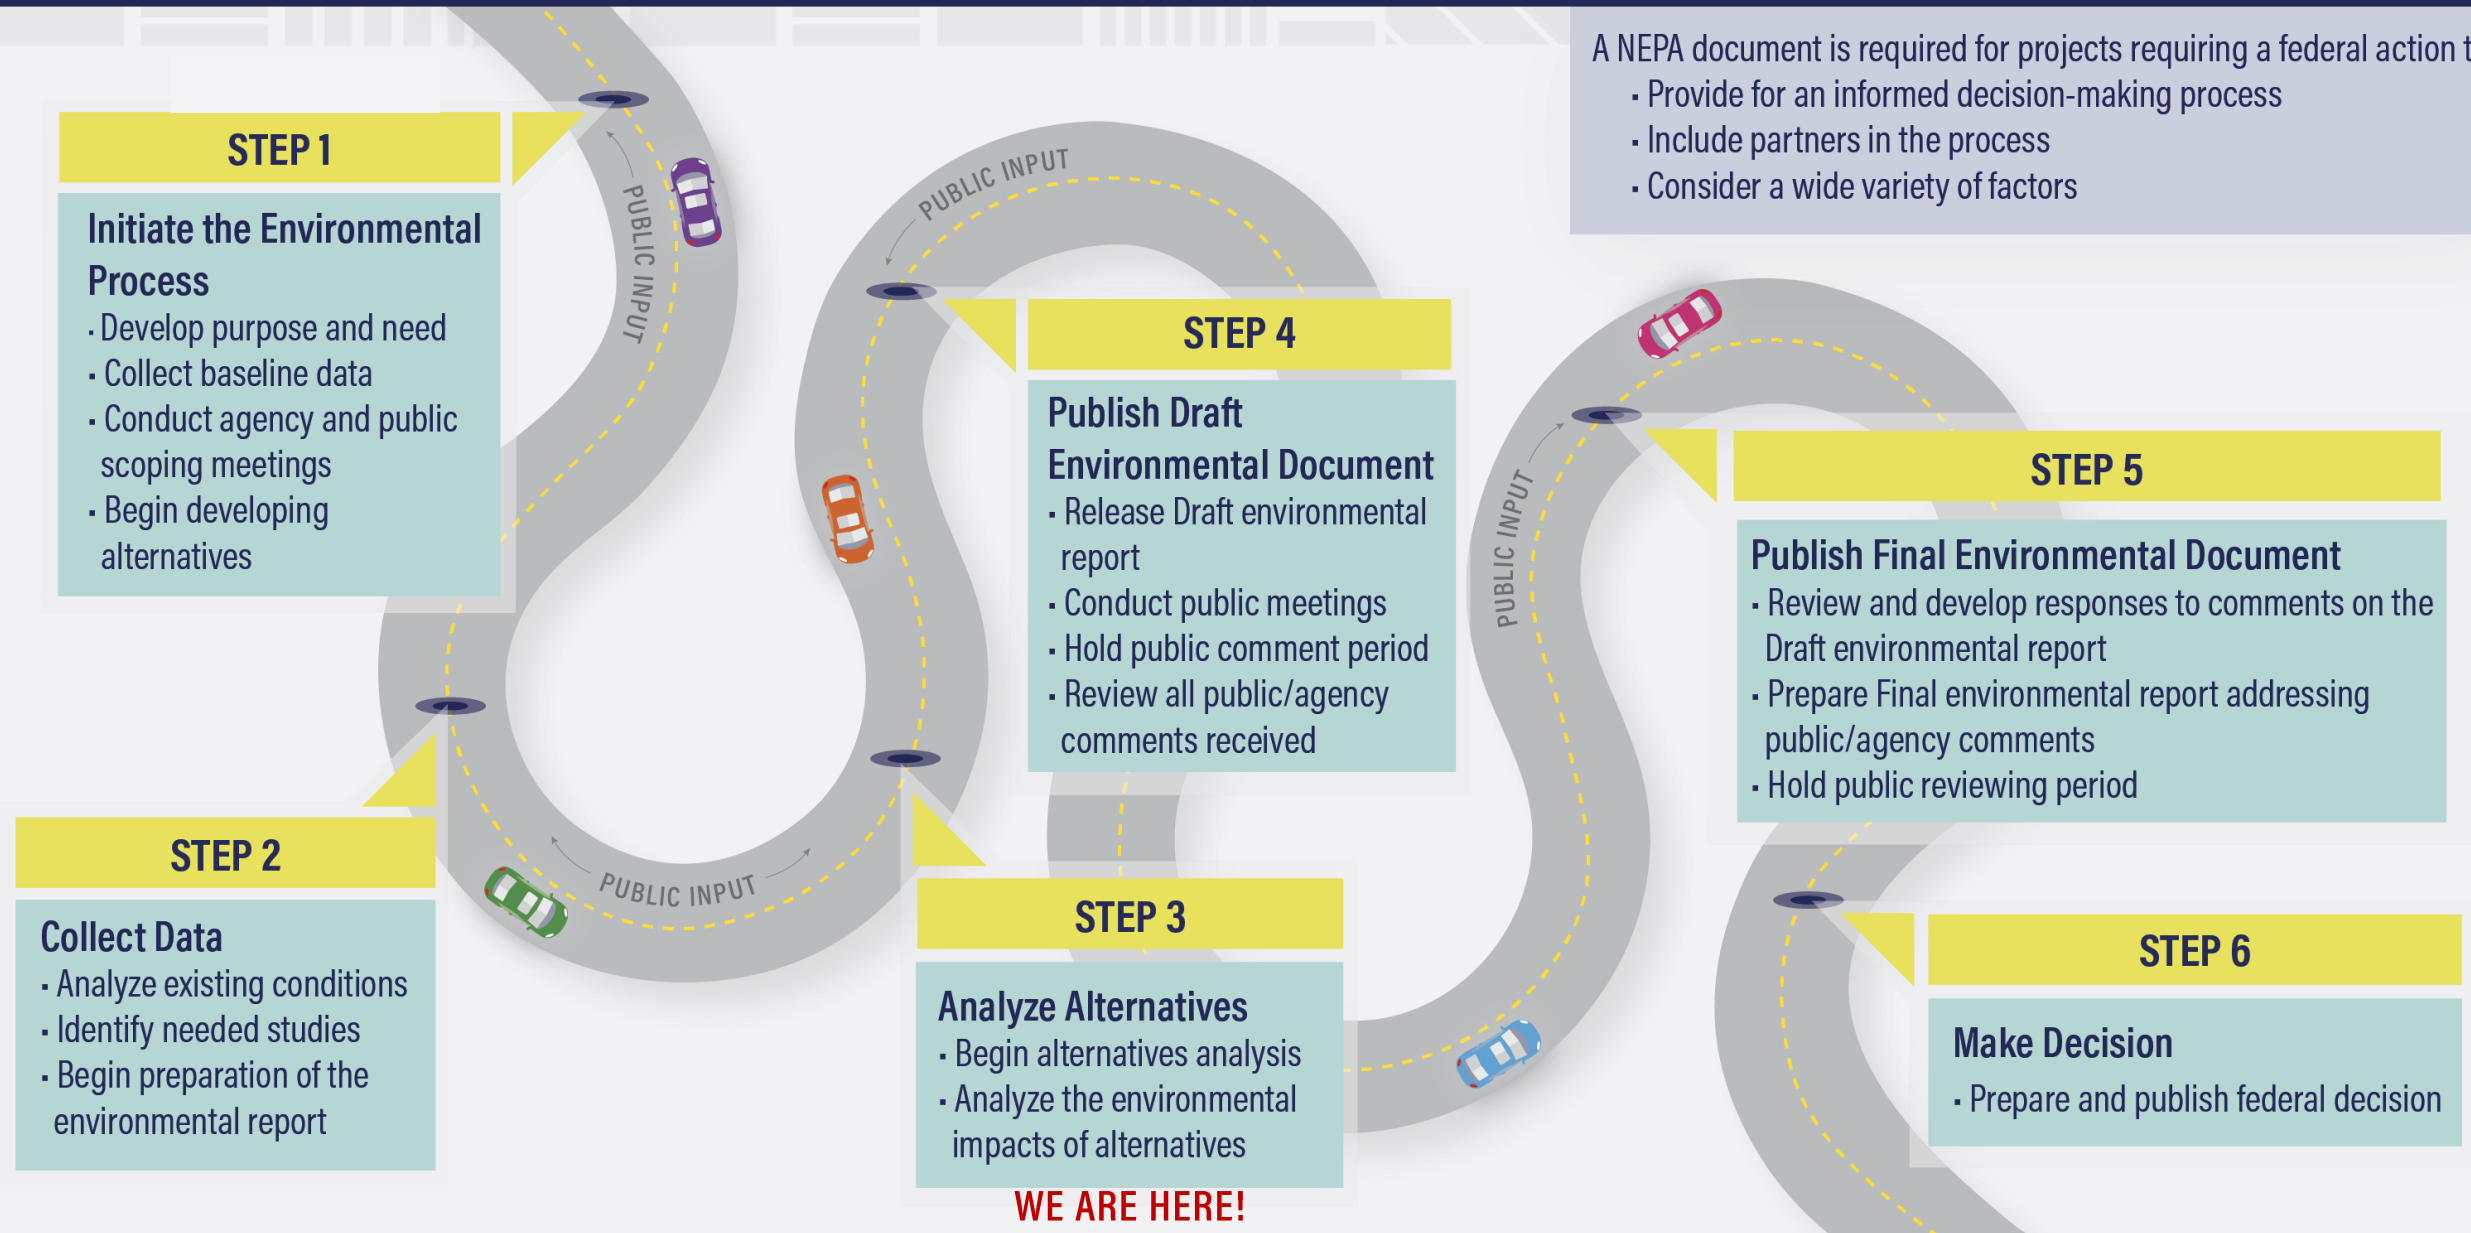 A NEPA document is required for projects requiring a federal action
▪ Provide for an informed decision-making process
▪ Include partners in the process
▪ Consider a wide variety of factors
STEP 1
Initiate the Environmental
Process
▪ Develop purpose and need
▪ Collect baseline data
▪ Conduct agency and public
scoping meetings
▪ Begin developing
alternatives
PUBLIC INPUT
STEP 2
Collect Data
▪ Analyze existing conditions
▪ Identify needed studies
▪ Begin preparation of the
environmental report
PUBLIC INPUT
STEP 3
Analyze Alternatives
▪ Begin alternatives analysis
▪ Analyze the environmental
impacts of alternatives
WE ARE HERE!
PUBLIC INPUT
STEP 4
Publish Draft
Environmental Document
▪ Release Draft environmental
report
▪ Conduct public meetings
▪ Hold public comment period
▪ Review all public/agency
comments received
PUBLIC INPUT
STEP 5
Publish Final Environmental Document
▪ Review and develop responses to comments on the
Draft environmental report
▪ Prepare Final environmental report addressing
public/agency comments
▪ Hold public reviewing period
STEP 6
Make Decision
▪ Prepare and publish federal decision